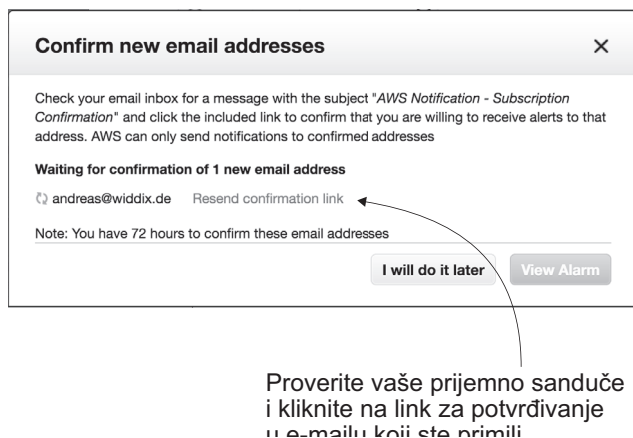 Confirm new email addresses
Check your email inbox for a message with the subject "AWS Notification - Subscription
Confirmation" and click the included link to confirm that you are willing to receive alerts to that
address. AWS can only send notifications to confirmed addresses
Waiting for confirmation of 1 new email address
andreas@widdix.de Resend confirmation link
Note: You have 72 hours to confirm these email addresses
I will do it later View Alarm
Proverite vaše prijemno sanduče
i kliknite na link za potvrđivanje
u e-mailu koji ste primili